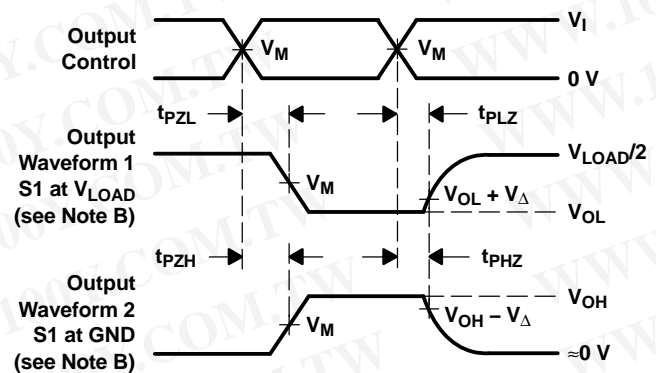 Output
Control
V_M
V_M
V_I
0 V
t_PZL
t_PLZ
Output
Waveform 1
S1 at V_LOAD
(see Note B)
V_M
V_LOAD/2
V_OL + V_Δ
V_OL
t_PZH
t_PHZ
Output
Waveform 2
S1 at GND
(see Note B)
V_M
V_OH
V_OH − V_Δ
≈0 V